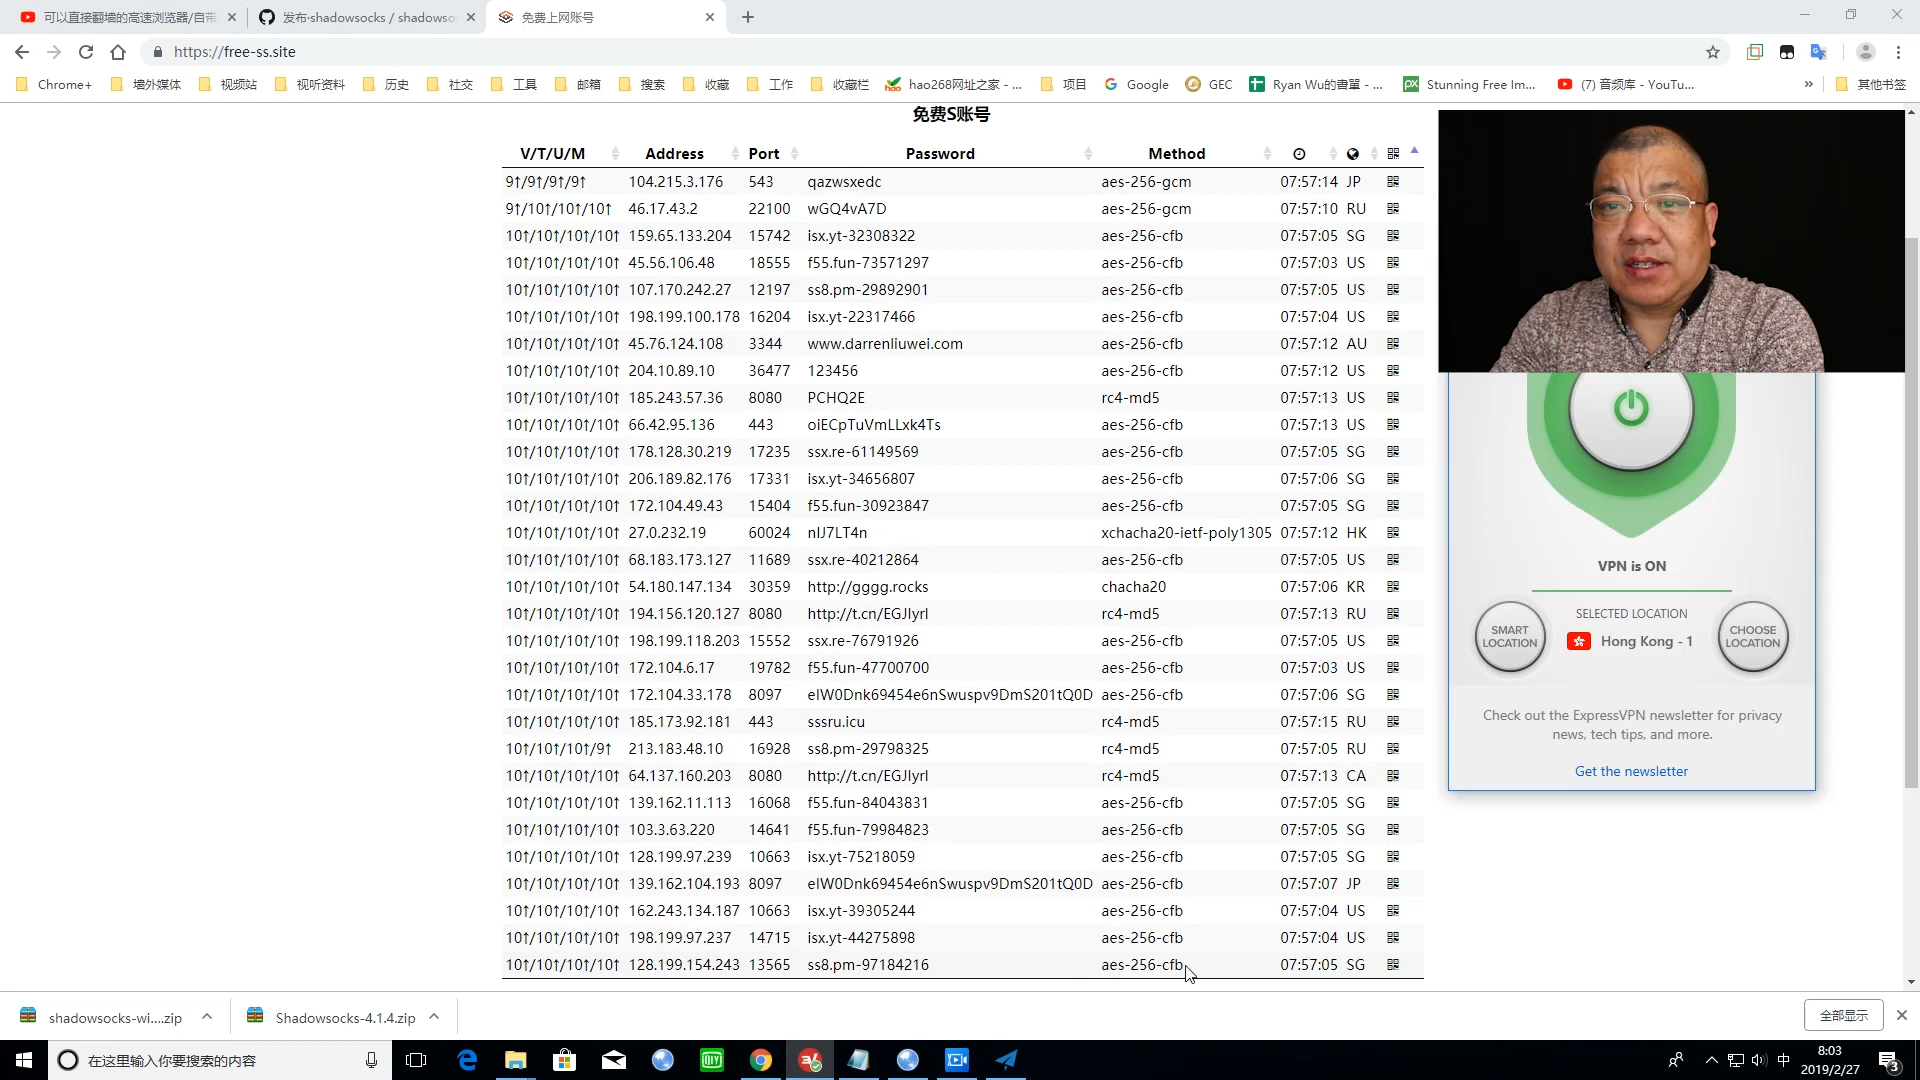 可以直接翻墙的高速浏览器/自带
发布·shadowsocks / shadowso
免费上网账号
https://free-ss.site
Chrome+
墙外媒体
视频站
视听资料
历史
社交
工具
邮箱
搜索
收藏
工作
收藏栏
hao268网址之家 - ...
项目
Google
GEC
Ryan Wu的書單 - ...
Stunning Free Im...
(7) 音频库 - YouTu...
»
其他书签
免费S账号
V/T/U/M Address Port Password Method
9↑/9↑/9↑/9↑ 104.215.3.176 543 qazwsxedc aes-256-gcm 07:57:14 JP
9↑/10↑/10↑/10↑ 46.17.43.2 22100 wGQ4vA7D aes-256-gcm 07:57:10 RU
10↑/10↑/10↑/10↑ 159.65.133.204 15742 isx.yt-32308322 aes-256-cfb 07:57:05 SG
10↑/10↑/10↑/10↑ 45.56.106.48 18555 f55.fun-73571297 aes-256-cfb 07:57:03 US
10↑/10↑/10↑/10↑ 107.170.242.27 12197 ss8.pm-29892901 aes-256-cfb 07:57:05 US
10↑/10↑/10↑/10↑ 198.199.100.178 16204 isx.yt-22317466 aes-256-cfb 07:57:04 US
10↑/10↑/10↑/10↑ 45.76.124.108 3344 www.darrenliuwei.com aes-256-cfb 07:57:12 AU
10↑/10↑/10↑/10↑ 204.10.89.10 36477 123456 aes-256-cfb 07:57:12 US
10↑/10↑/10↑/10↑ 185.243.57.36 8080 PCHQ2E rc4-md5 07:57:13 US
10↑/10↑/10↑/10↑ 66.42.95.136 443 oiECpTuVmLLxk4Ts aes-256-cfb 07:57:13 US
10↑/10↑/10↑/10↑ 178.128.30.219 17235 ssx.re-61149569 aes-256-cfb 07:57:05 SG
10↑/10↑/10↑/10↑ 206.189.82.176 17331 isx.yt-34656807 aes-256-cfb 07:57:06 SG
10↑/10↑/10↑/10↑ 172.104.49.43 15404 f55.fun-30923847 aes-256-cfb 07:57:05 SG
10↑/10↑/10↑/10↑ 27.0.232.19 60024 nIJ7LT4n xchacha20-ietf-poly1305 07:57:12 HK
10↑/10↑/10↑/10↑ 68.183.173.127 11689 ssx.re-40212864 aes-256-cfb 07:57:05 US
10↑/10↑/10↑/10↑ 54.180.147.134 30359 http://gggg.rocks chacha20 07:57:06 KR
10↑/10↑/10↑/10↑ 194.156.120.127 8080 http://t.cn/EGJIyrl rc4-md5 07:57:13 RU
10↑/10↑/10↑/10↑ 198.199.118.203 15552 ssx.re-76791926 aes-256-cfb 07:57:05 US
10↑/10↑/10↑/10↑ 172.104.6.17 19782 f55.fun-47700700 aes-256-cfb 07:57:03 US
10↑/10↑/10↑/10↑ 172.104.33.178 8097 eIW0Dnk69454e6nSwuspv9DmS201tQ0D aes-256-cfb 07:57:06 SG
10↑/10↑/10↑/10↑ 185.173.92.181 443 sssru.icu rc4-md5 07:57:15 RU
10↑/10↑/10↑/9↑ 213.183.48.10 16928 ss8.pm-29798325 rc4-md5 07:57:05 RU
10↑/10↑/10↑/10↑ 64.137.160.203 8080 http://t.cn/EGJIyrl rc4-md5 07:57:13 CA
10↑/10↑/10↑/10↑ 139.162.11.113 16068 f55.fun-84043831 aes-256-cfb 07:57:05 SG
10↑/10↑/10↑/10↑ 103.3.63.220 14641 f55.fun-79984823 aes-256-cfb 07:57:05 SG
10↑/10↑/10↑/10↑ 128.199.97.239 10663 isx.yt-75218059 aes-256-cfb 07:57:05 SG
10↑/10↑/10↑/10↑ 139.162.104.193 8097 eIW0Dnk69454e6nSwuspv9DmS201tQ0D aes-256-cfb 07:57:07 JP
10↑/10↑/10↑/10↑ 162.243.134.187 10663 isx.yt-39305244 aes-256-cfb 07:57:04 US
10↑/10↑/10↑/10↑ 198.199.97.237 14715 isx.yt-44275898 aes-256-cfb 07:57:04 US
10↑/10↑/10↑/10↑ 128.199.154.243 13565 ss8.pm-97184216 aes-256-cfb 07:57:05 SG
VPN is ON
SMART
LOCATION
SELECTED LOCATION
Hong Kong - 1
CHOOSE
LOCATION
Check out the ExpressVPN newsletter for privacy
news, tech tips, and more.
Get the newsletter
shadowsocks-wi....zip
Shadowsocks-4.1.4.zip
全部显示
在这里输入你要搜索的内容
DIY
中
8:03
2019/2/27
3